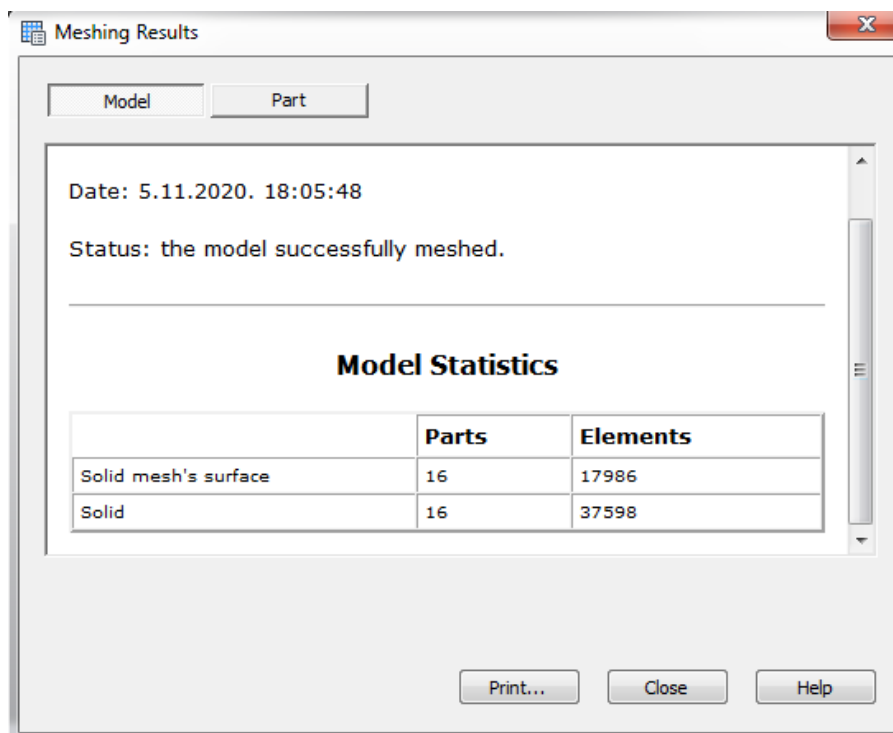 Meshing Results
Model Part
Date: 5.11.2020. 18:05:48
Status: the model successfully meshed.
Model Statistics
Parts Elements
Solid mesh's surface 16 17986
Solid 16 37598
Print... Close Help